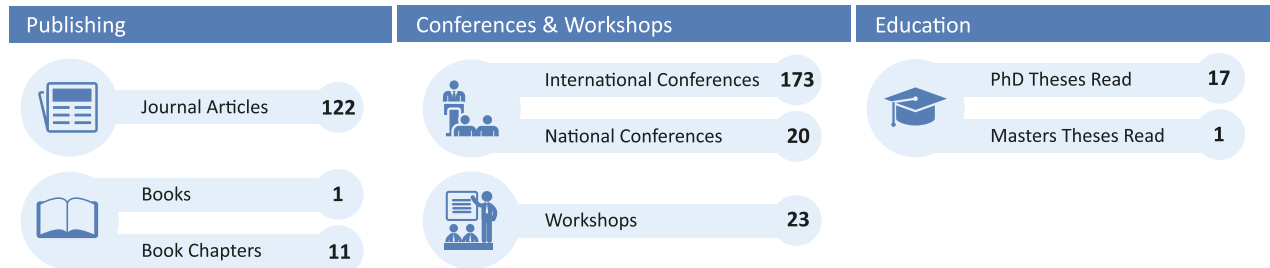 Publishing
Journal Articles 122
Books 1
Book Chapters 11
Conferences & Workshops
International Conferences 173
National Conferences 20
Workshops 23
Education
PhD Theses Read 17
Masters Theses Read 1